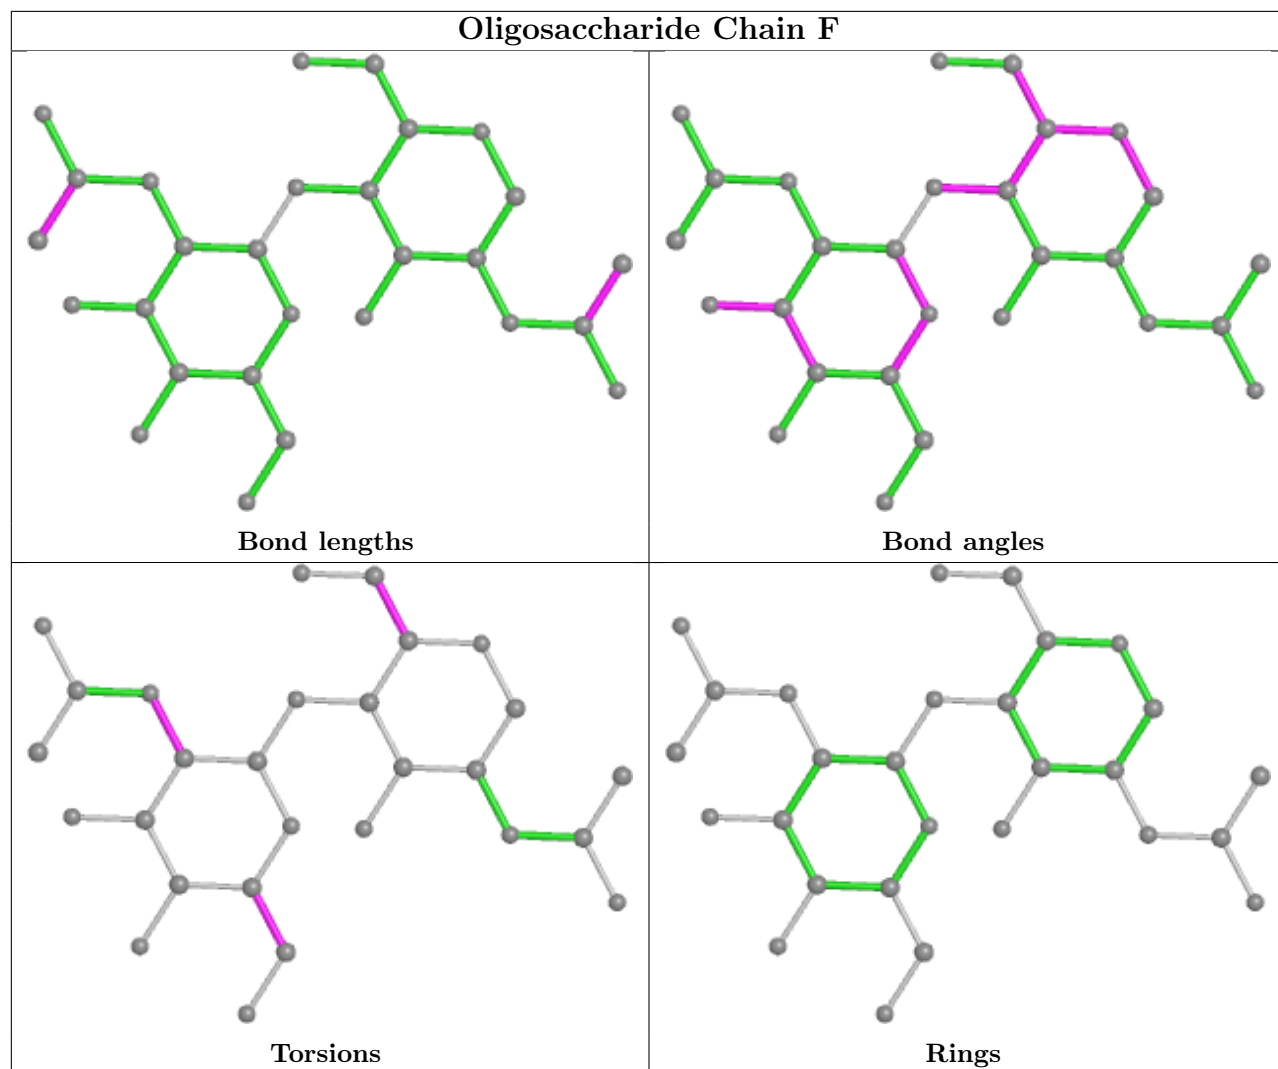 Oligosaccharide Chain F
Bond lengths
Bond angles
Torsions
Rings